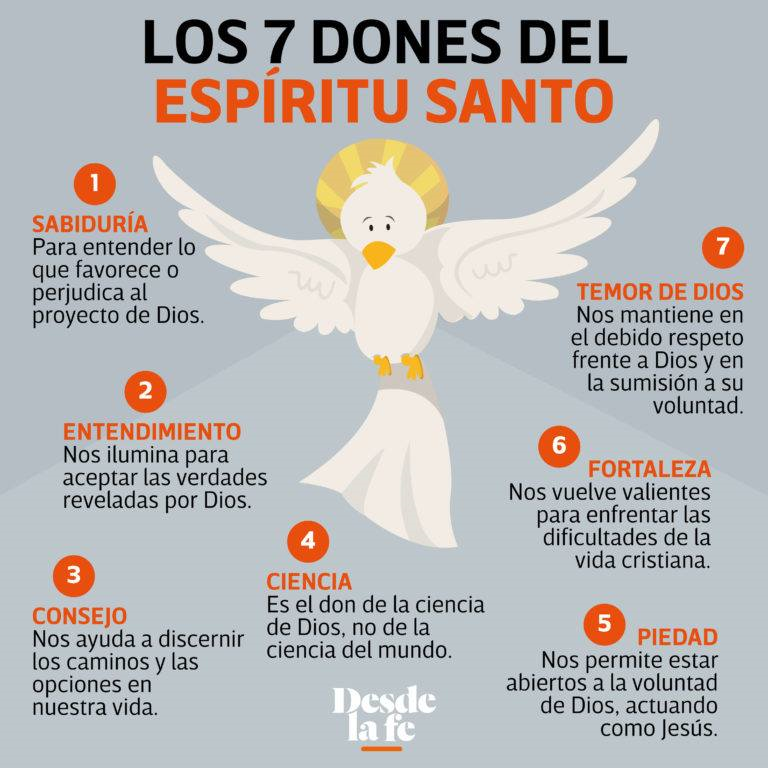 LOS 7 DONES DEL
ESPÍRITU SANTO
1
SABIDURÍA
Para entender lo
que favorece o
perjudica al
proyecto de Dios.
2
ENTENDIMIENTO
Nos ilumina para
aceptar las verdades
reveladas por Dios.
3
CONSEJO
Nos ayuda a discernir
los caminos y las
opciones en
nuestra vida.
4
CIENCIA
Es el don de la ciencia
de Dios, no de la
ciencia del mundo.
5
PIEDAD
Nos permite estar
abiertos a la voluntad
de Dios, actuando
como Jesús.
6
FORTALEZA
Nos vuelve valientes
para enfrentar las
dificultades de la
vida cristiana.
7
TEMOR DE DIOS
Nos mantiene en
el debido respeto
frente a Dios y en
la sumisión a su
voluntad.
Desde
la fe